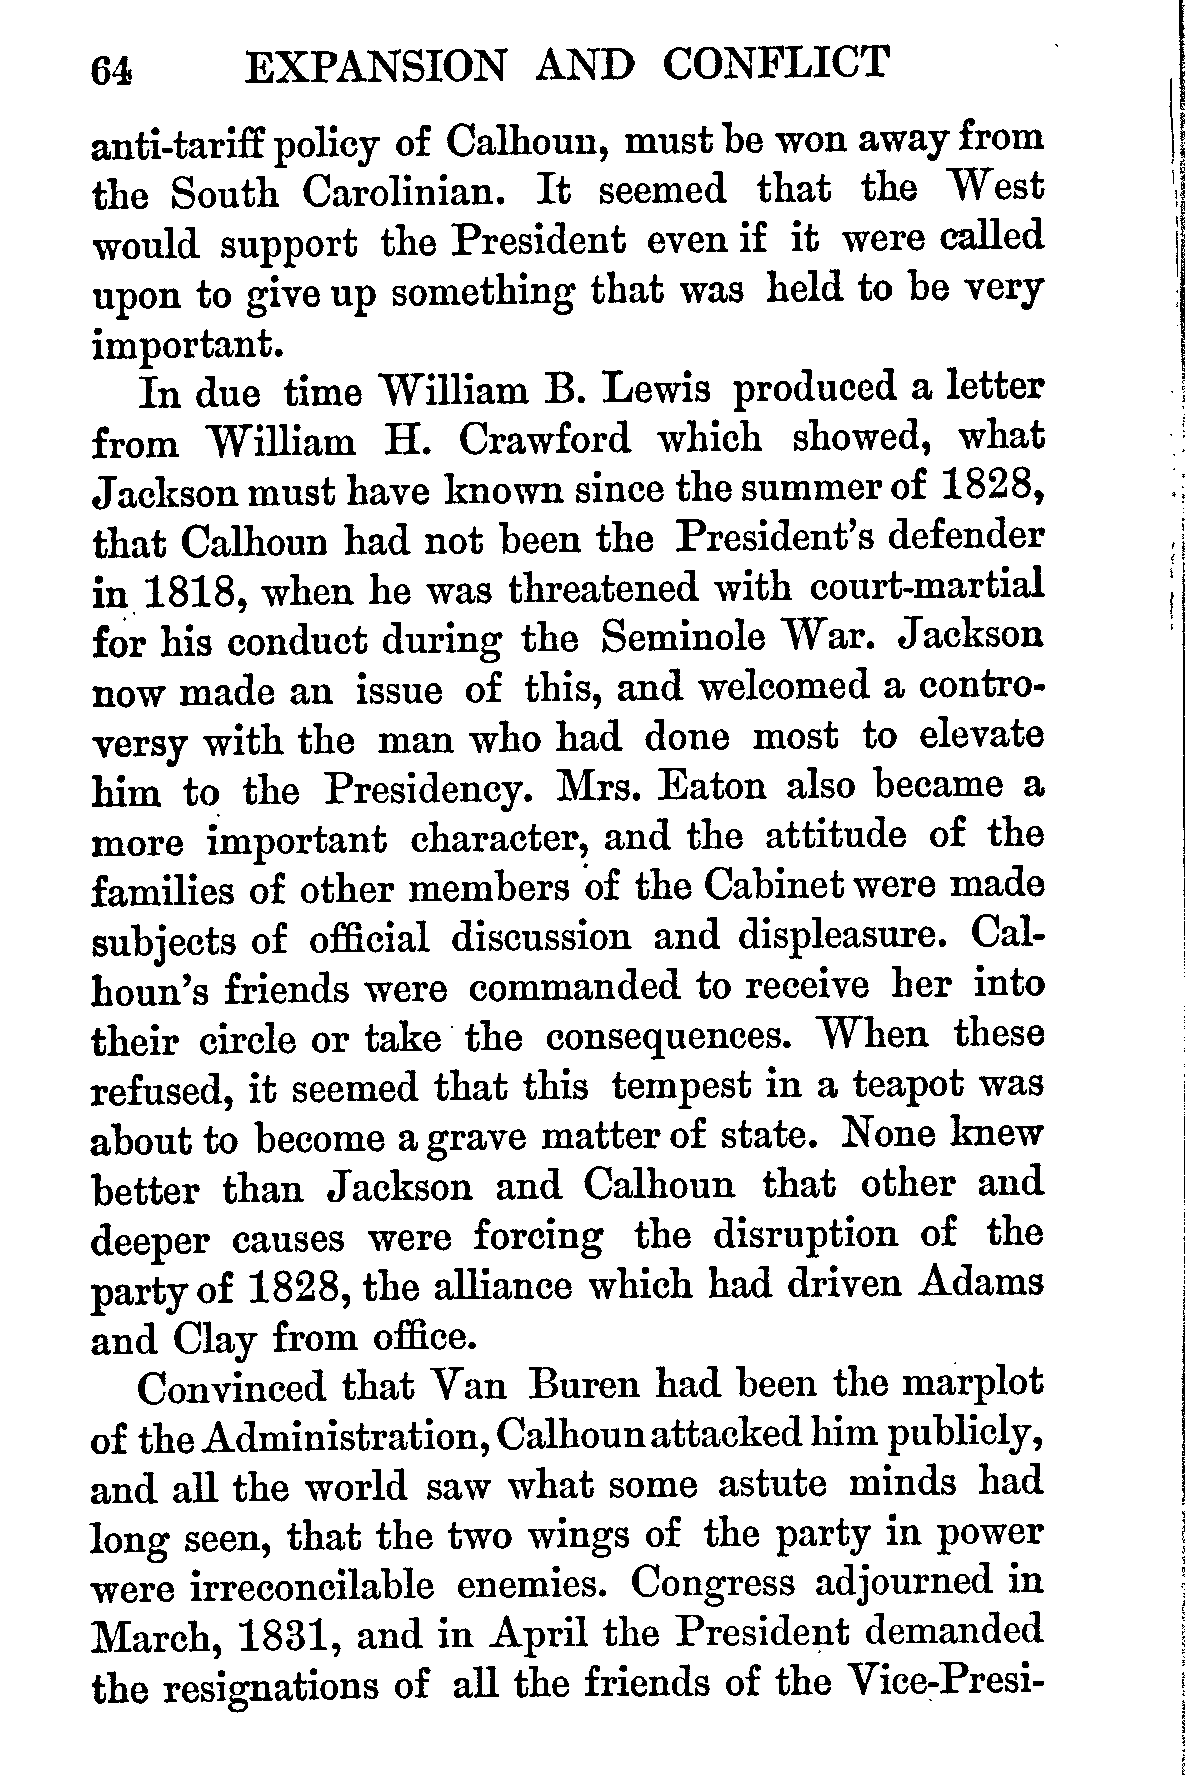 64 EXPANSION AND CONFLICT
anti-tariff policy of Calhoun, must be won away from
the South Carolinian. It seemed that the West
would support the President even if it were called
upon to give up something that was held to be very
important.
In due time William B. Lewis produced a letter
from William H. Crawford which showed, what
Jackson must have known since the summer of 1828,
that Calhoun had not been the President's defender
in 1818, when he was threatened with court-martial
for his conduct during the Seminole War. Jackson
now made an issue of this, and welcomed a contro-
versy with the man who had done most to elevate
him to the Presidency. Mrs. Eaton also became a
more important character, and the attitude of the
families of other members of the Cabinet were made
subjects of official discussion and displeasure. Cal-
houn's friends were commanded to receive her into
their circle or take the consequences. When these
refused, it seemed that this tempest in a teapot was
about to become a grave matter of state. None knew
better than Jackson and Calhoun that other and
deeper causes were forcing the disruption of the
party of 1828, the alliance which had driven Adams
and Clay from office.
Convinced that Van Buren had been the marplot
of the Administration, Calhoun attacked him publicly,
and all the world saw what some astute minds had
long seen, that the two wings of the party in power
were irreconcilable enemies. Congress adjourned in
March, 1831, and in April the President demanded
the resignations of all the friends of the Vice-Presi-